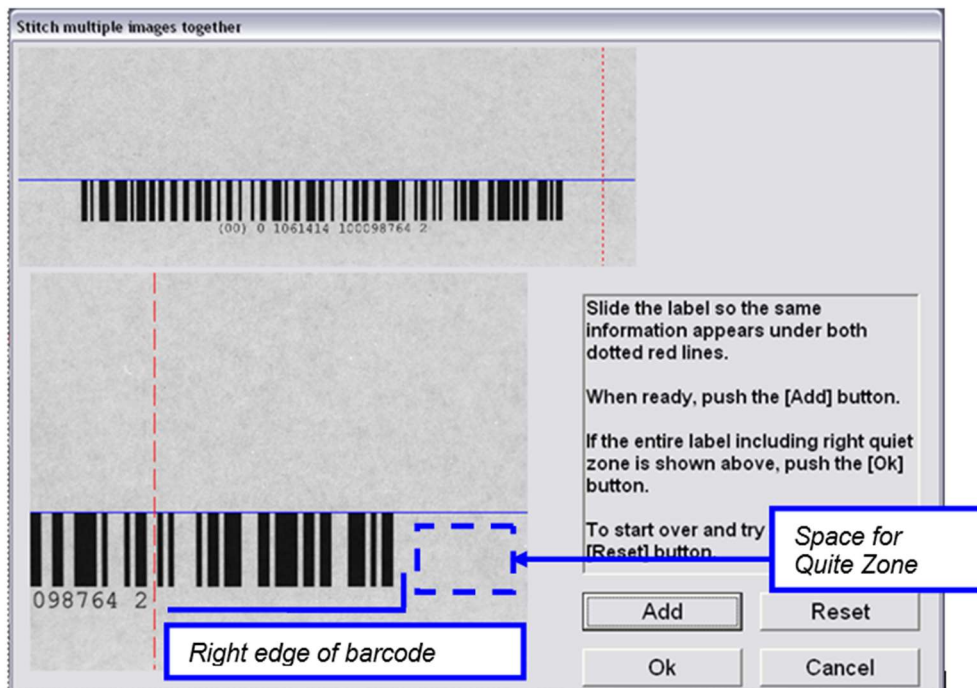 Stitch multiple images together
(00) 0 1061414 100098764 2
Slide the label so the same
information appears under both
dotted red lines.
When ready, push the [Add] button.
If the entire label including right quiet
zone is shown above, push the [Ok]
button.
To start over and try
[Reset] button.
Space for
Quite Zone
098764 2
Right edge of barcode
Add
Reset
Ok
Cancel